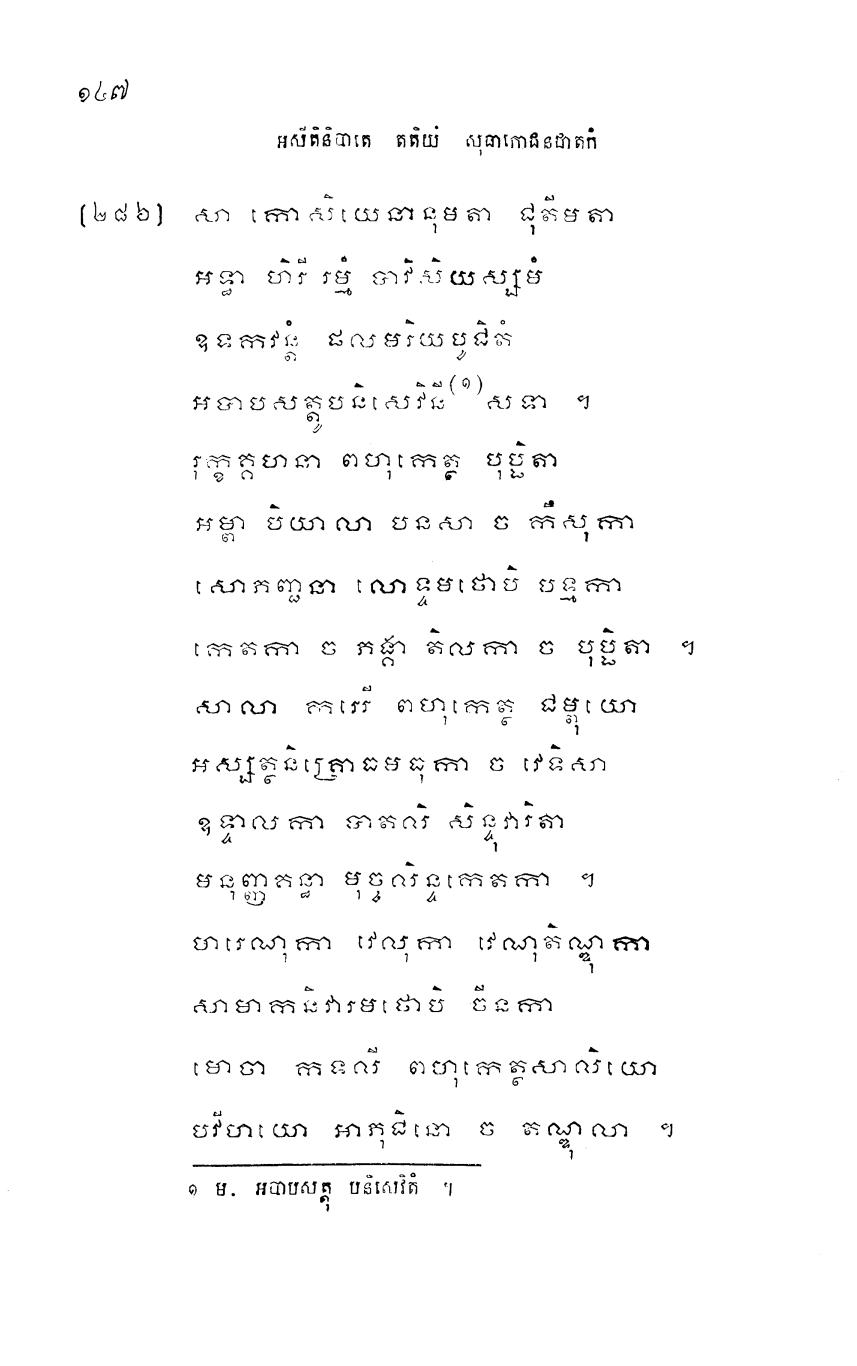 ១៤៧
អសីតិនិបាតេ តតិយំ សុធាភោជនជាតកំ
[២៨៦] សា កោសិយេនានុមតា ជុតីមតា
អទ្ធា ហិរី រម្មំ បាវិសិយស្សមំ
ឧទកវន្តំ ផលមរិយបូជិតំ
អបាបសត្តូបនិសេវិធី(១)សទា ។
រុក្ខគ្គហនា ពហុកេត្ថ បុប្ផិតា
អម្ពា បិយាលា បនសា ច កឹសុកា
សោភញ្ជនា លោទ្ទមថោបិ បទ្មកា
កេតកា ច ភង្គា តិលកា ច បុប្ផិតា ។
សាលា ករេរី ពហុកេត្ថ ជម្ពុយោ
អស្សត្ថនិគ្រោធមធុកា ច វេទិសា
ឧទ្ទាលកា បាតលិ សិន្ទុវារិតា
មនុញ្ញគន្ធា មុច្ចលិន្ទកេតកា ។
ហរេណុកា វេលុកា វេណុតិណ្ឌុកា
សាមាកនិវារមថោបិ ចីនកា
មោចា កទលី ពហុកេត្ថសាលិយោ
បវីហយោ អាភុជិនោ ច តណ្ឌុលា ។
១ ម. អបាបសត្តុ បនិសេវិតំ ។